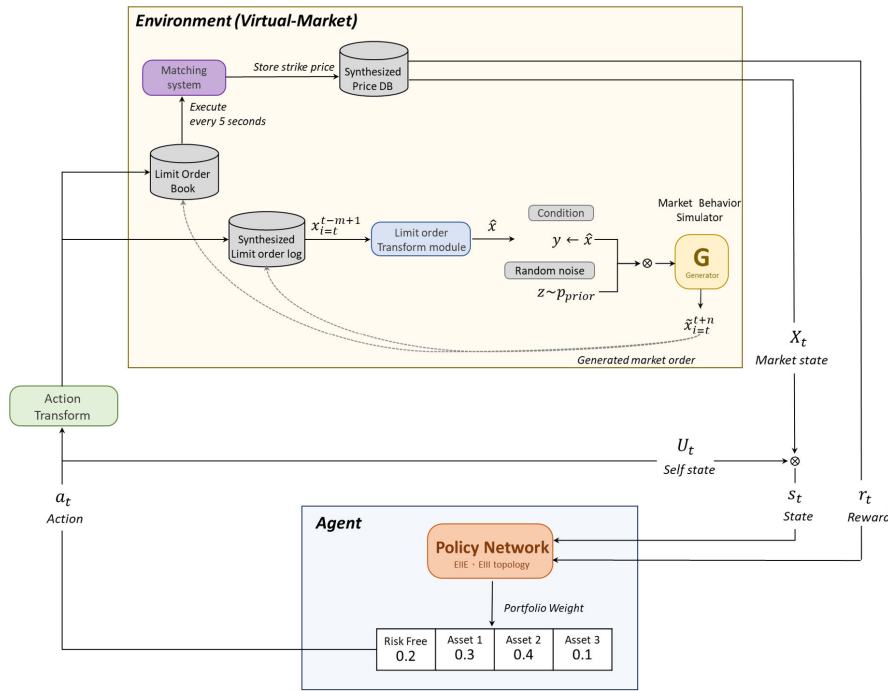 Environment (Virtual-Market)
Matching
system
Store strike price
Synthesized
Price DB
Execute
every 5 seconds
Limit Order
Book
Synthesized
Limit order log
x_{i=t}^{t-m+1}
Limit order
Transform module
x̂
Condition
y ← x̂
Random noise
z~p_{prior}
⊗
Market Behavior
Simulator
G
Generator
x̃_{i=t}^{t+n}
Generated market order
X_t
Market state
Action
Transform
U_t
Self state
⊗
a_t
Action
s_t
State
r_t
Reward
Agent
Policy Network
EIIE · EIII topology
Portfolio Weight
Risk Free Asset 1 Asset 2 Asset 3
0.2 0.3 0.4 0.1